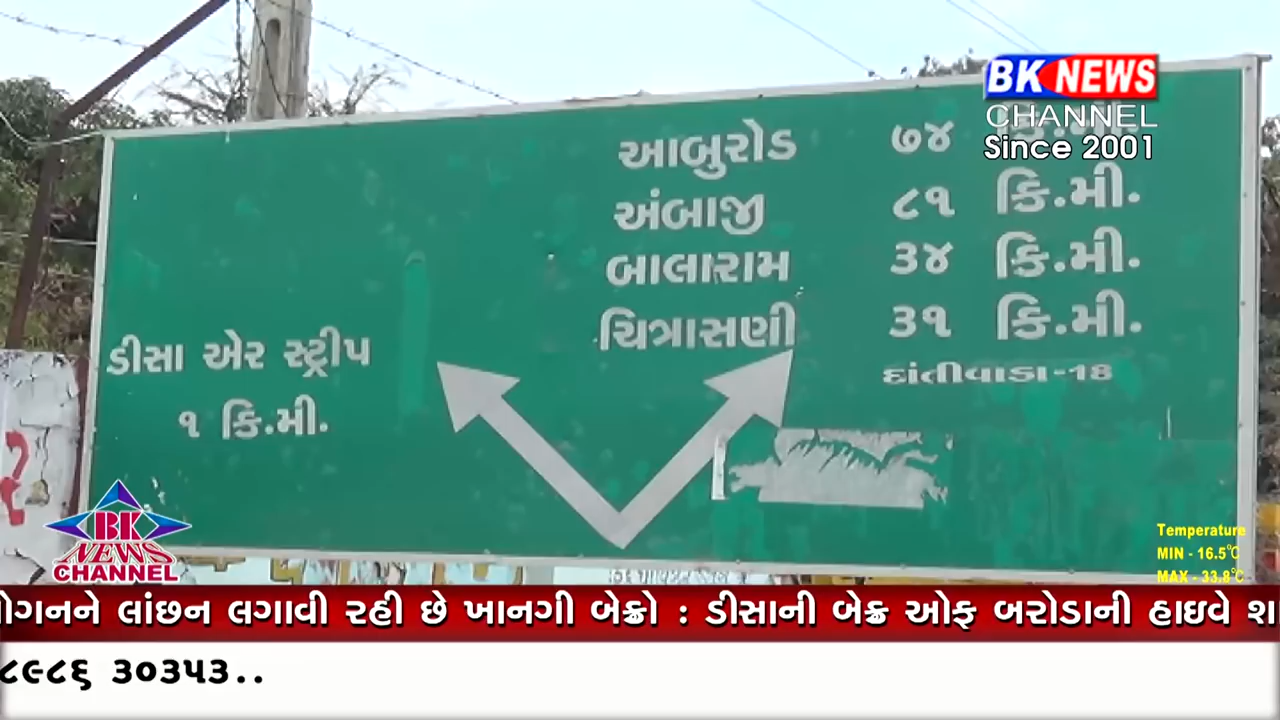 BK NEWS
CHANNEL
Since 2001
આબુરોડ ૭૪ કિ.મી.
અંબાજી ૮૧ કિ.મી.
બાલારામ ૩૪ કિ.મી.
ચિત્રાસણી ૩૧ કિ.મી.
દાંતીવાડા-18
ડીસા એર સ્ટ્રીપ
૧ કિ.મી.
BK
NEWS
CHANNEL
Temperature
MIN - 16.5℃
MAX - 33.8℃
લાંછન લગાવી રહી છે ખાનગી બેંકો : ડીસાની બેંક ઓફ બરોડાની હાઇવે
૮૯૮૬ ૩૦૩૫૩..